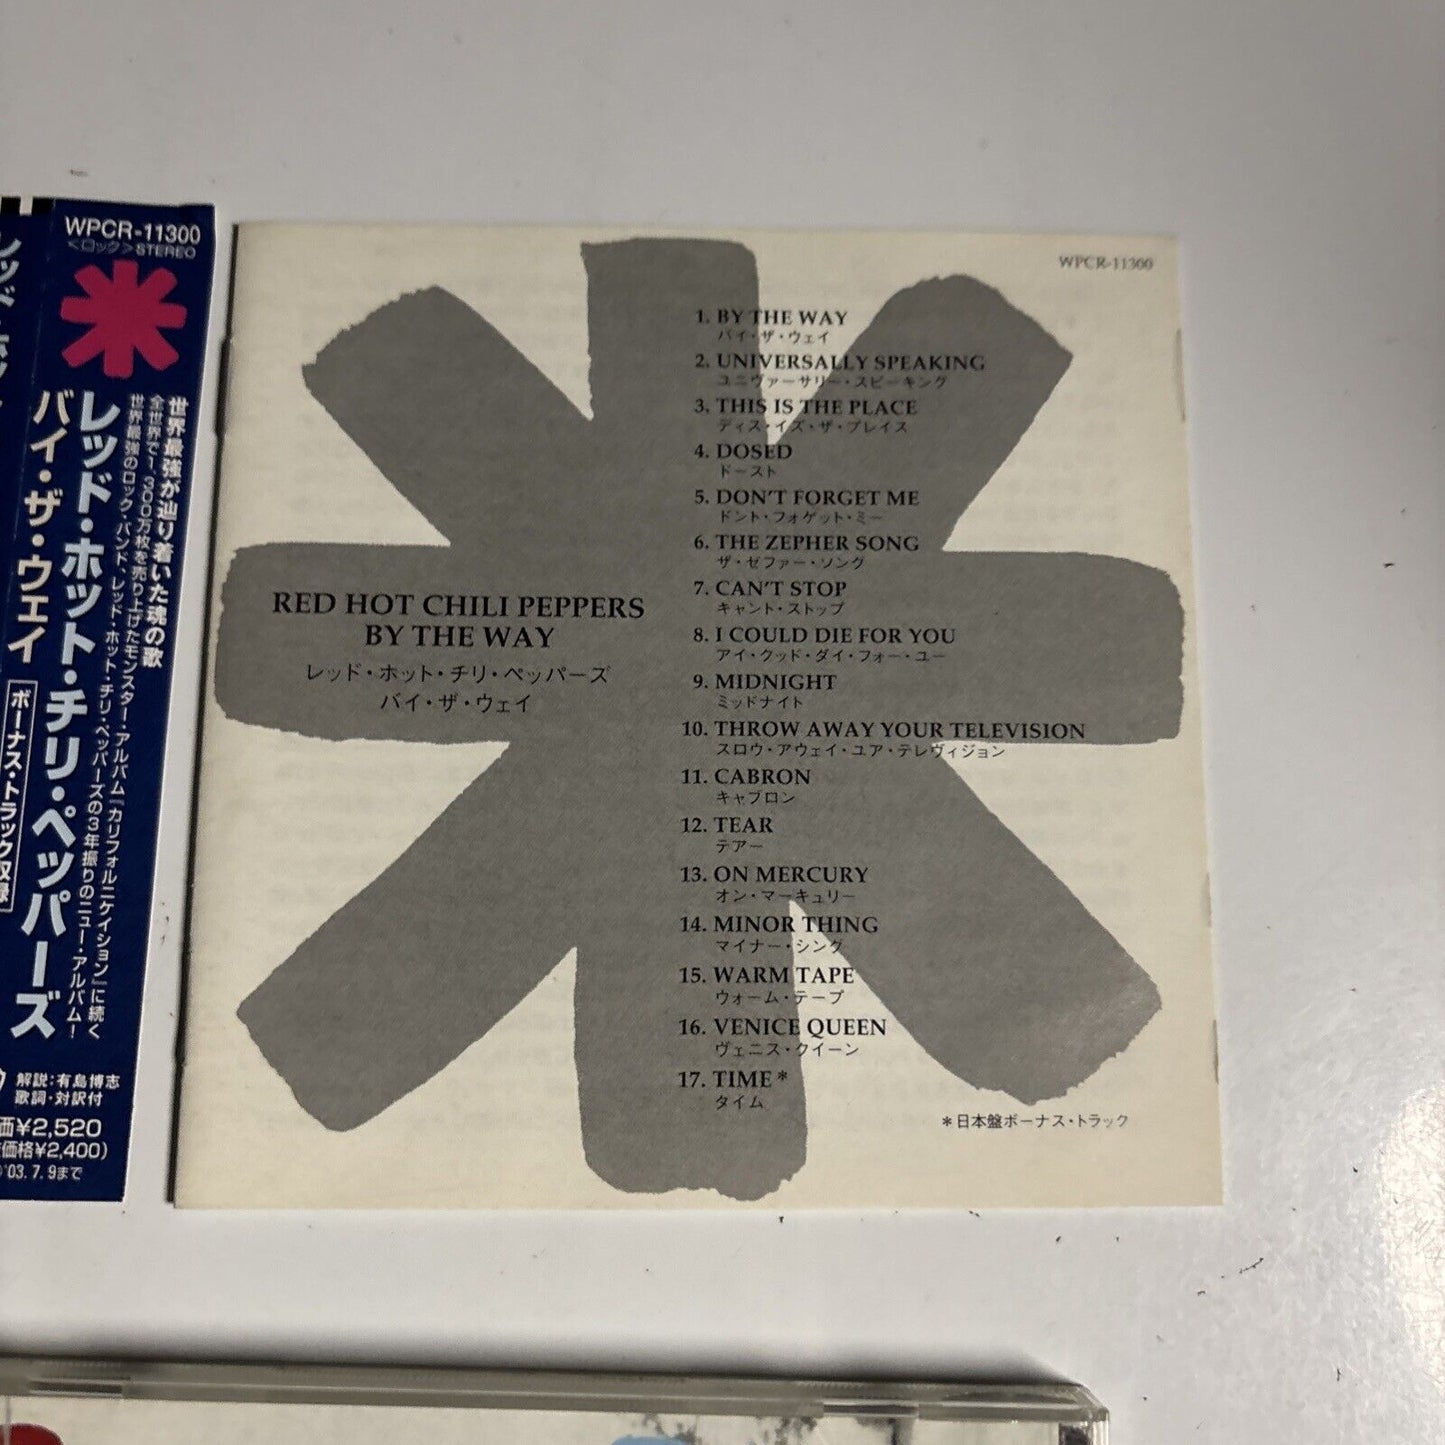 WPCR-11300
<ロック>STEREO
世界最強が辿り着いた魂の歌
全世界で1,300万枚を売り上げたモンスター・アルバム『カリフォルニケイション』に続く
世界最強のロック・バンド、レッド・ホット・チリ・ペッパーズの3年振りのニュー・アルバム!
レッド・ホット・チリ・ペッパーズ
バイ・ザ・ウェイ
ボーナス・トラック収録
解説:有島博志
歌詞・対訳付
価¥2,520
価格¥2,400)
'03. 7. 9まで
レッド・ホッ
WPCR-11300
RED HOT CHILI PEPPERS
BY THE WAY
レッド・ホット・チリ・ペッパーズ
バイ・ザ・ウェイ
1. BY THE WAY
バイ・ザ・ウェイ
2. UNIVERSALLY SPEAKING
ユニヴァーサリー・スピーキング
3. THIS IS THE PLACE
ディス・イズ・ザ・プレイス
4. DOSED
ドースト
5. DON'T FORGET ME
ドント・フォゲット・ミー
6. THE ZEPHER SONG
ザ・ゼファー・ソング
7. CAN'T STOP
キャント・ストップ
8. I COULD DIE FOR YOU
アイ・クッド・ダイ・フォー・ユー
9. MIDNIGHT
ミッドナイト
10. THROW AWAY YOUR TELEVISION
スロウ・アウェイ・ユア・テレヴィジョン
11. CABRON
キャブロン
12. TEAR
テアー
13. ON MERCURY
オン・マーキュリー
14. MINOR THING
マイナー・シング
15. WARM TAPE
ウォーム・テープ
16. VENICE QUEEN
ヴェニス・クイーン
17. TIME*
タイム
*日本盤ボーナス・トラック